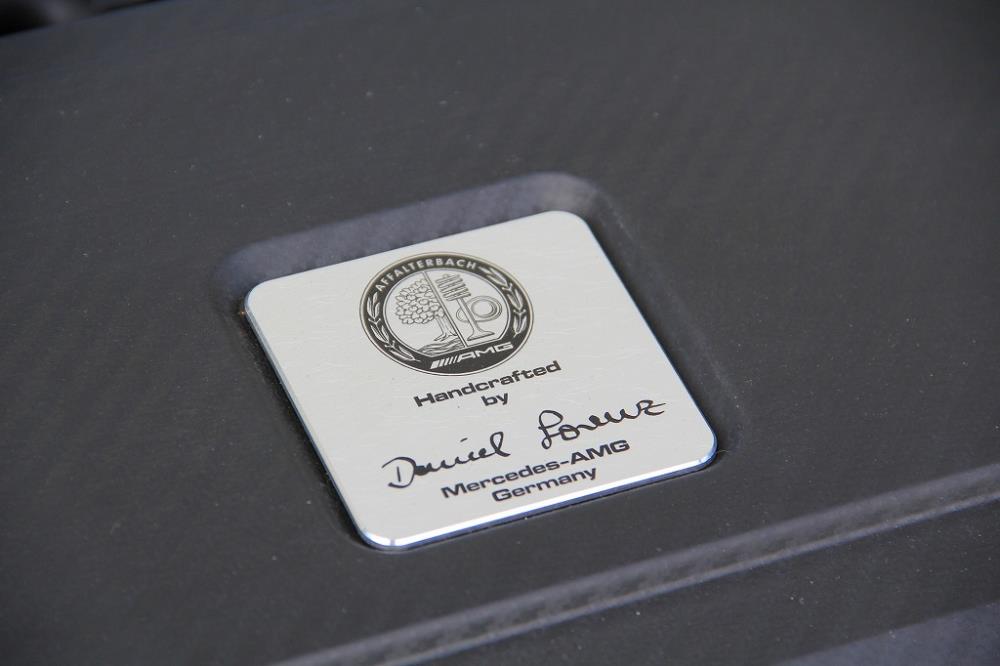 AFFALTERBACH
AMG
Handcrafted
by
Daniel Lorenz
Mercedes-AMG
Germany